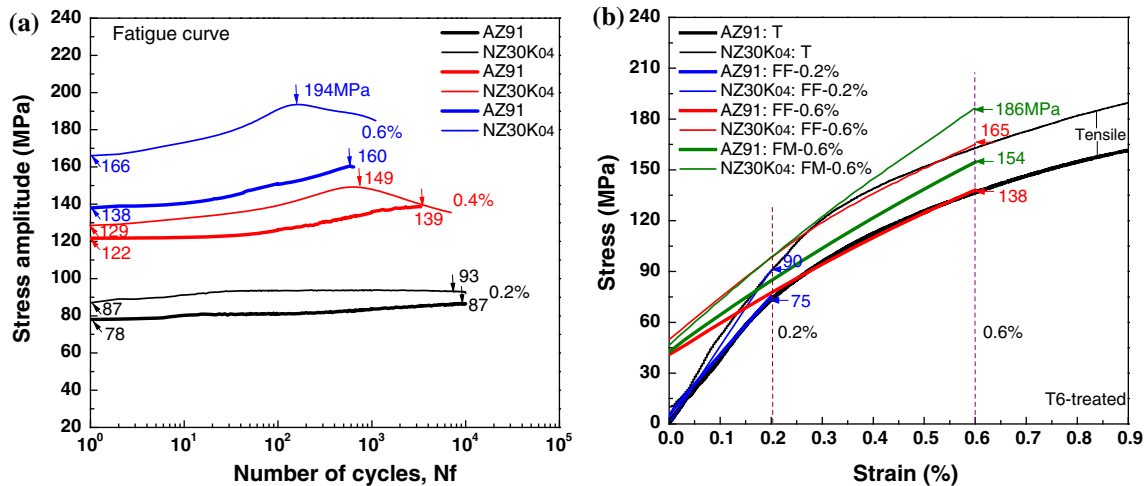 (a)
Fatigue curve
AZ91
NZ30K04
AZ91
NZ30K04
AZ91
NZ30K04
194MPa
0.6%
166
160
149
138
0.4%
139
129
122
93
0.2%
87
87
78
240
220
200
180
160
140
120
100
80
60
40
20
10^0
10^1
10^2
10^3
10^4
10^5
Stress amplitude (MPa)
Number of cycles, Nf
(b)
AZ91: T
NZ30K04: T
AZ91: FF-0.2%
NZ30K04: FF-0.2%
AZ91: FF-0.6%
NZ30K04: FF-0.6%
AZ91: FM-0.6%
NZ30K04: FM-0.6%
186MPa
165
Tensile
154
138
90
75
0.2%
0.6%
T6-treated
240
210
180
150
120
90
60
30
0
0.0
0.1
0.2
0.3
0.4
0.5
0.6
0.7
0.8
0.9
Stress (MPa)
Strain (%)